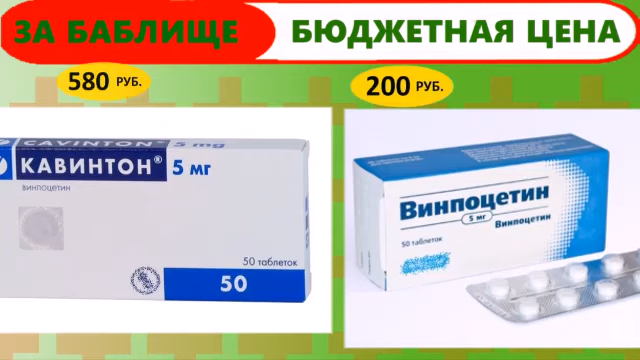 ЗА БАБЛИЩЕ
БЮДЖЕТНАЯ ЦЕНА
580 РУБ.
200 РУБ.
CAVINTON 5 mg
КАВИНТОН® 5 мг
винпоцетин
50 таблеток
50
Винпоцетин
5 мг
Винпоцетин
50 таблеток